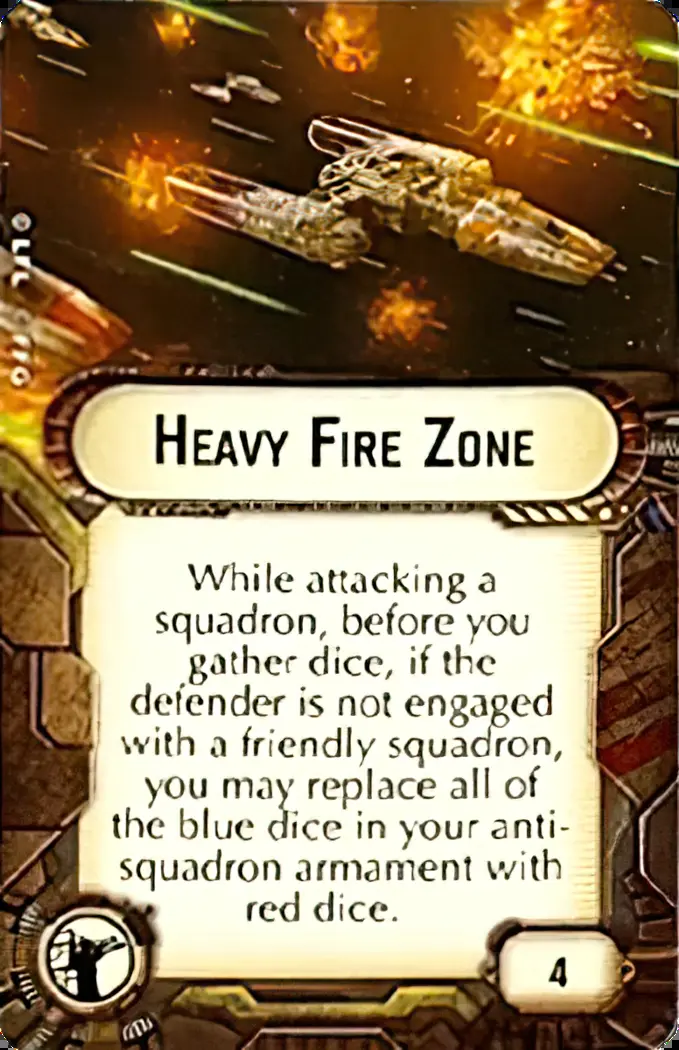 HEAVY FIRE ZONE
While attacking a
squadron, before you
gather dice, if the
defender is not engaged
with a friendly squadron,
you may replace all of
the blue dice in your anti-
squadron armament with
red dice.
4